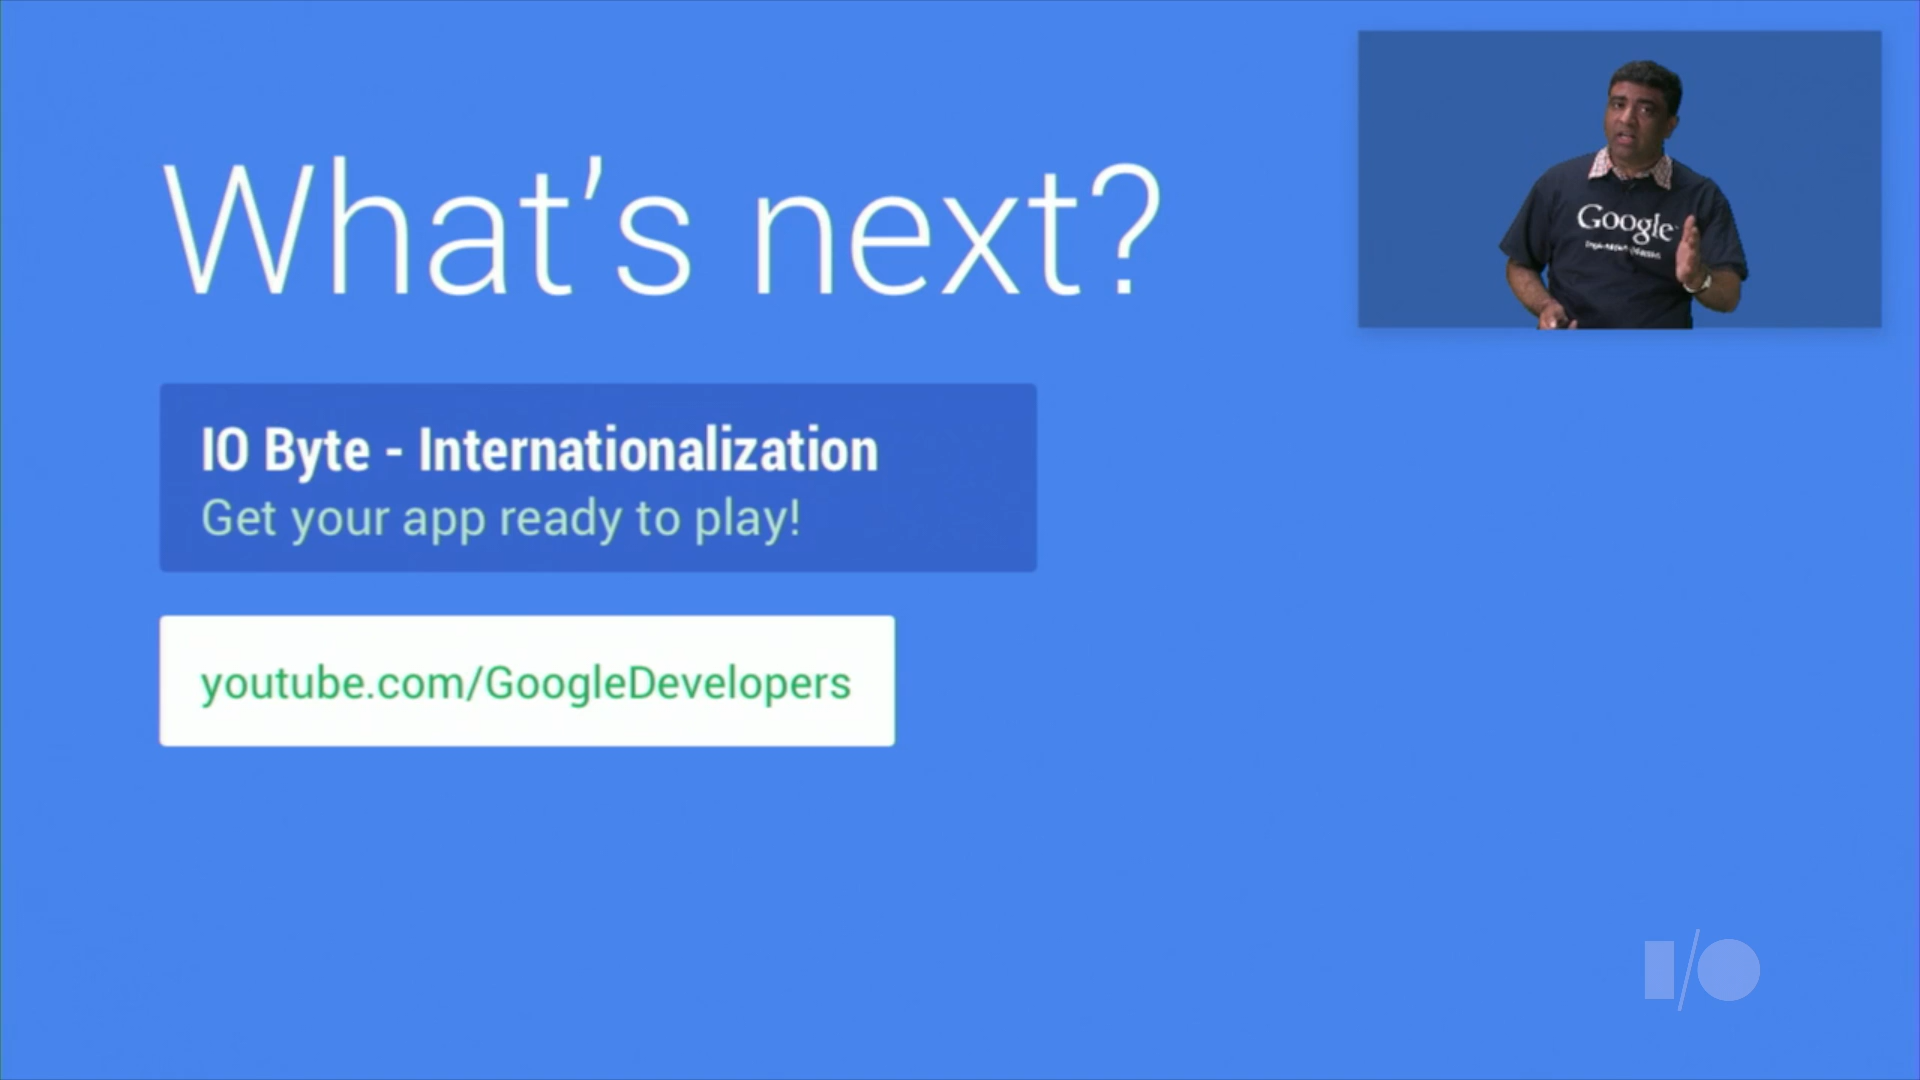 What's next?
IO Byte - Internationalization
Get your app ready to play!
youtube.com/GoogleDevelopers
Google
I/O